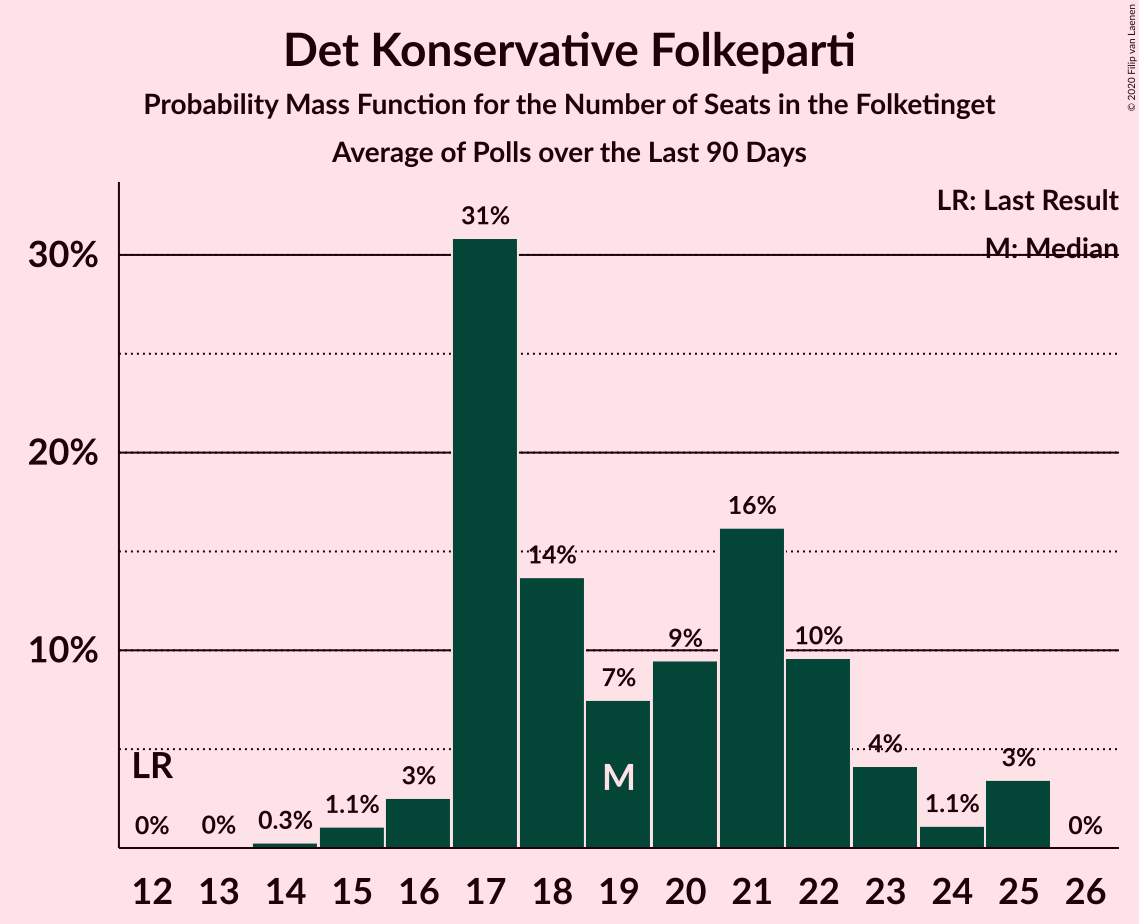 Det Konservative Folkeparti
Probability Mass Function for the Number of Seats in the Folketinget
Average of Polls over the Last 90 Days
© 2020 Filip van Laenen
LR: Last Result
M: Median
30%
20%
10%
31%
16%
14%
10%
9%
7%
4%
3%
3%
1.1%
1.1%
0.3%
0%
0%
0%
LR
M
12 13 14 15 16 17 18 19 20 21 22 23 24 25 26